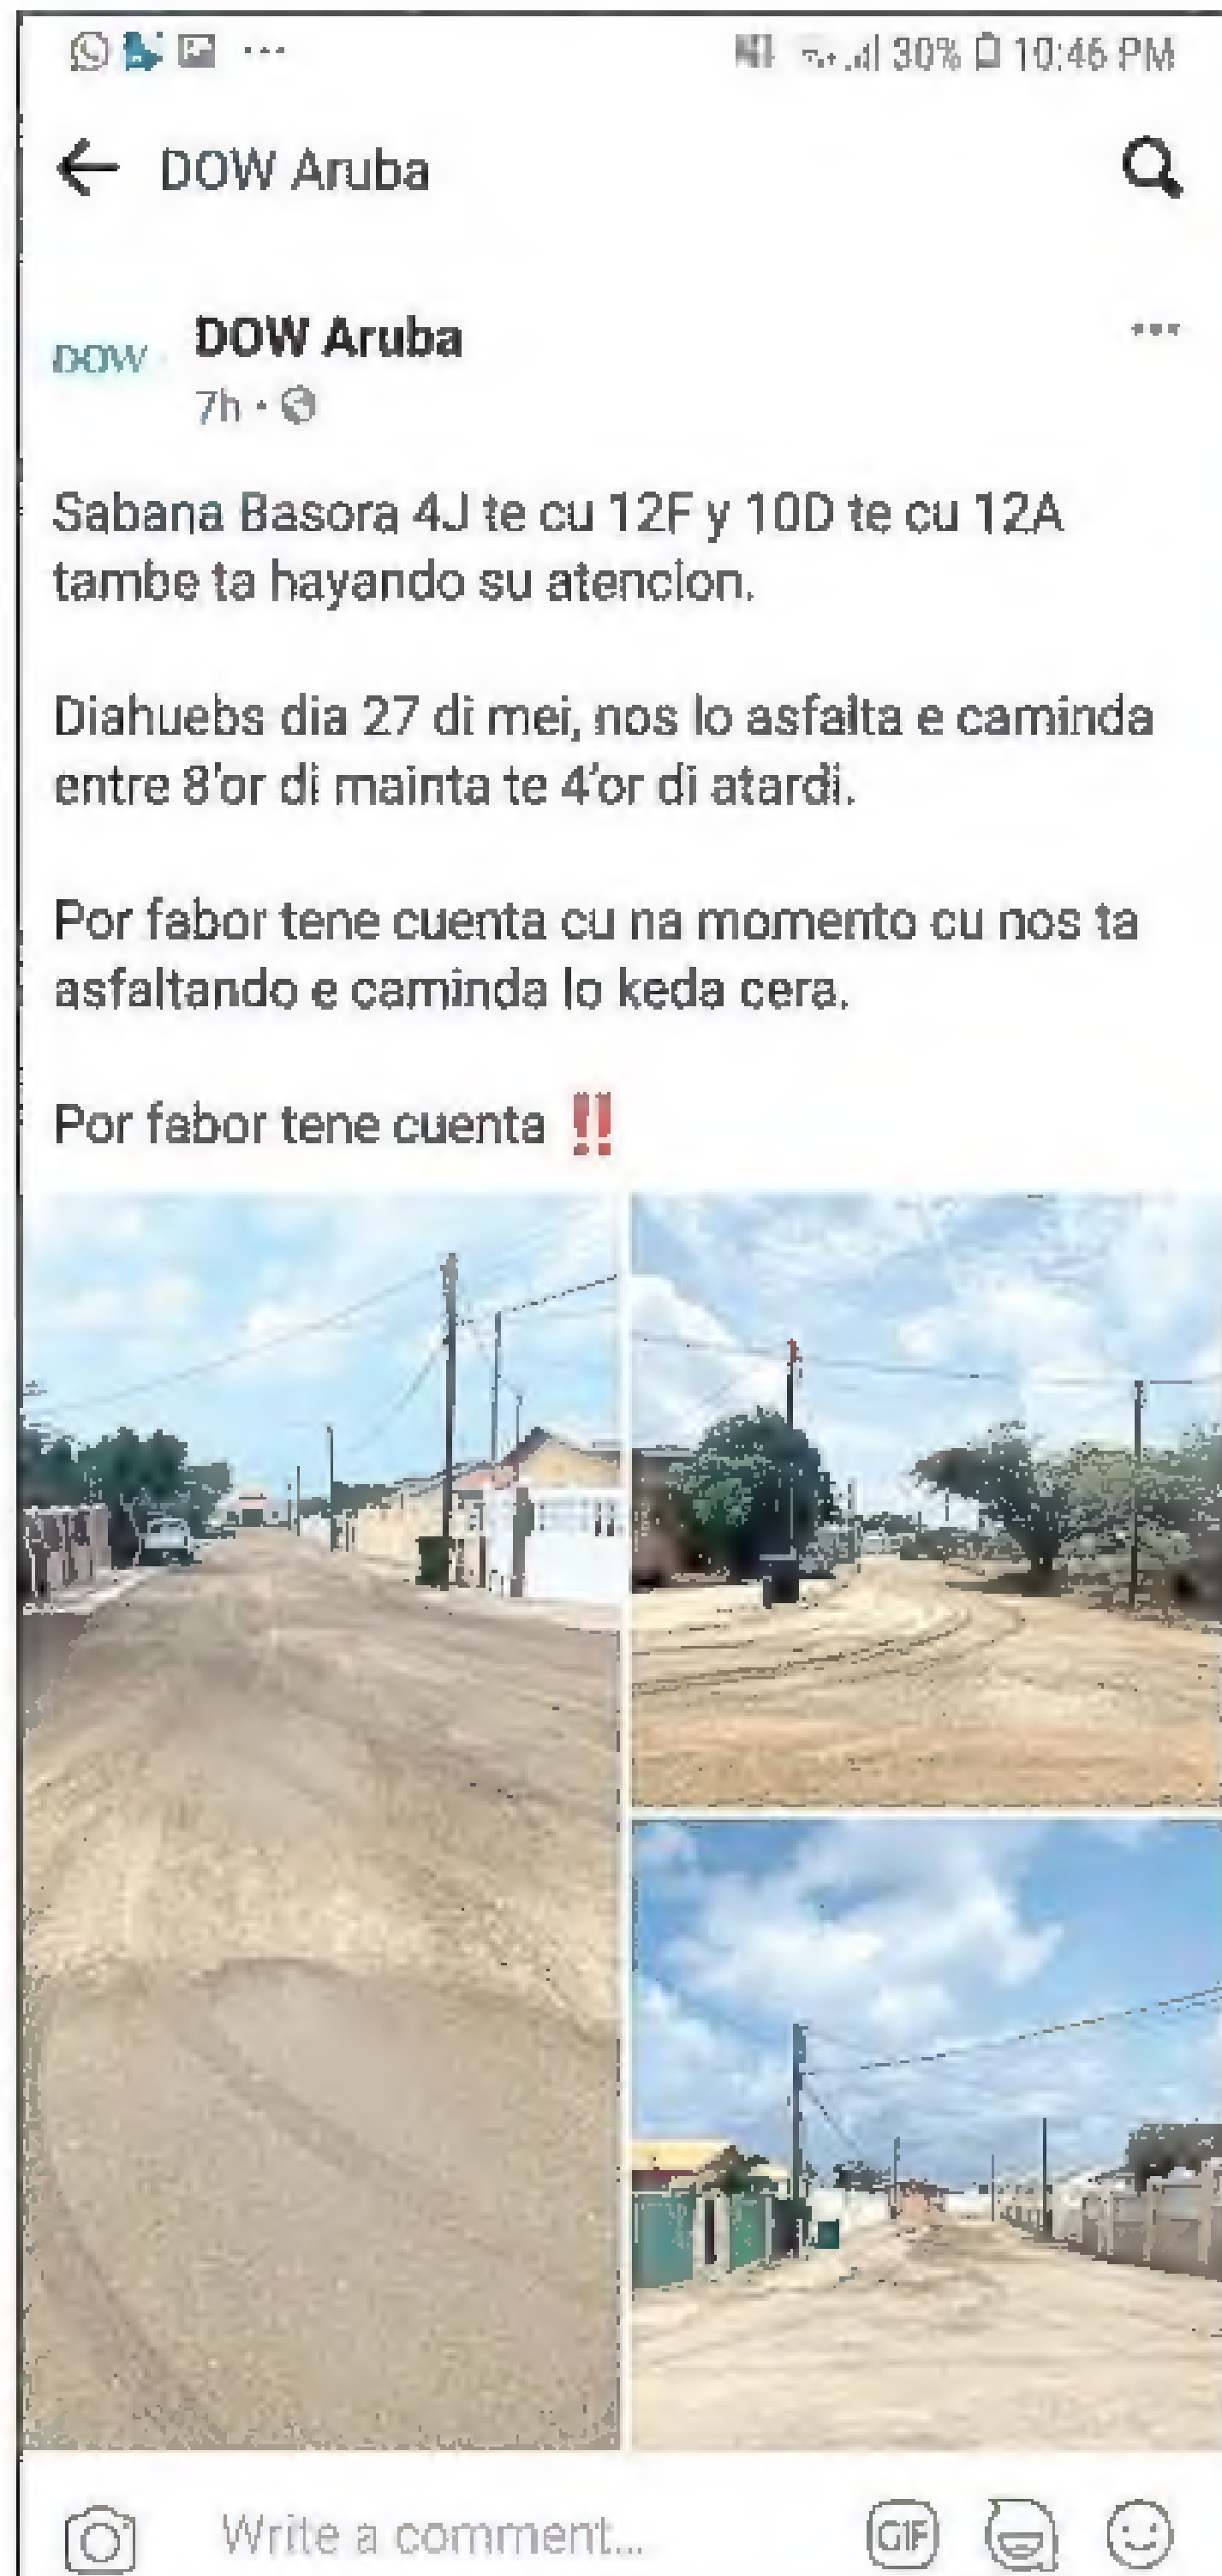 30% 10:46 PM
DOW Aruba
DOW
DOW Aruba
7h
Sabana Basora 4J te cu 12F y 10D te cu 12A
tambe ta hayando su atencion.
Diahuebs dia 27 di mei, nos lo asfalta e caminda
entre 8'or di mainta te 4'or di atardi.
Por fabor tene cuenta cu na momento cu nos ta
asfaltando e caminda lo keda cera.
Por fabor tene cuenta ‼️
Write a comment...
GIF